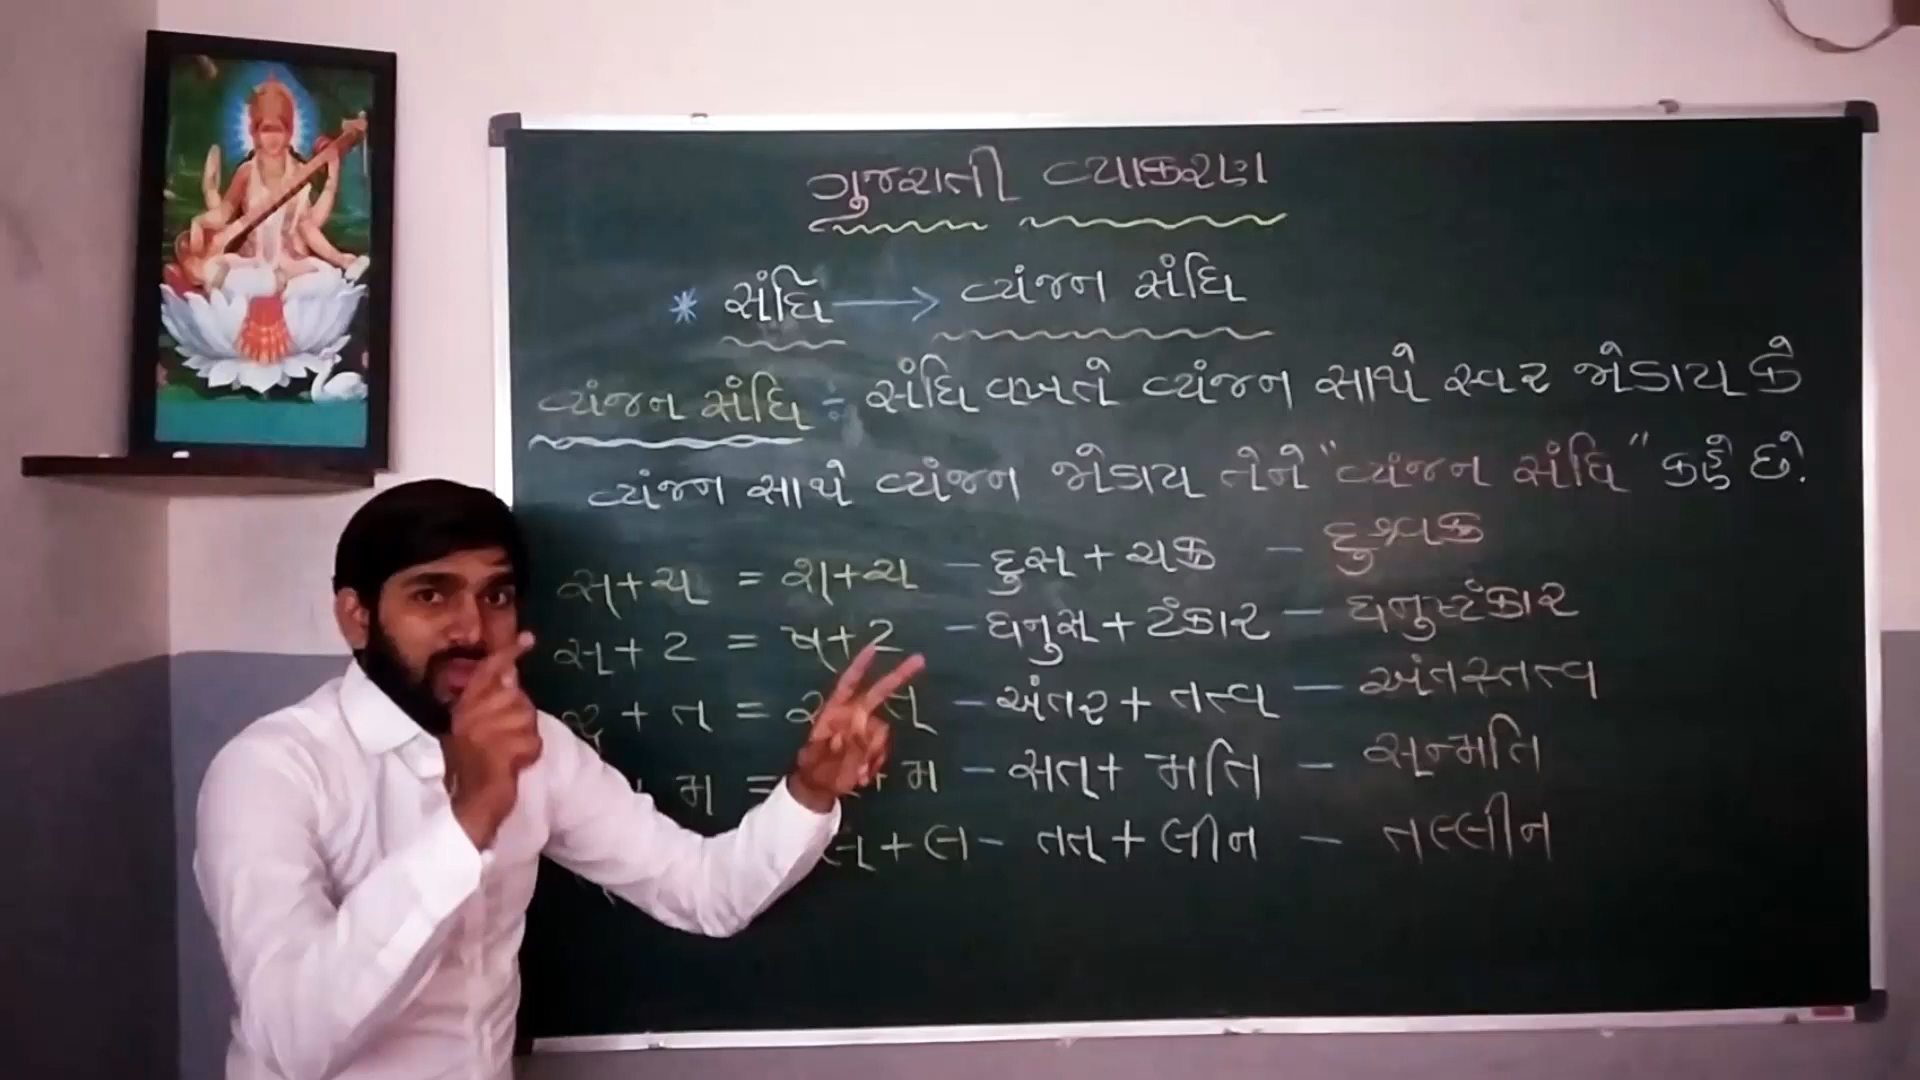 ગુજરાતી વ્યાકરણ
* સંધિ → વ્યંજન સંધિ
વ્યંજન સંધિ ÷ સંધિ વખતે વ્યંજન સાથે સ્વર જોડાય કે
વ્યંજન સાથે વ્યંજન જોડાય તેને "વ્યંજન સંધિ" કહે છે.
સ્+ચ = શ્+ચ – દુસ્+ચક્ર – દુશ્ચક્ર
સ્+ટ = ષ્+ટ – ધનુસ્+ટંકાર – ધનુષ્ટંકાર
ર્ + ત = – અંતર્+ તત્ત્વ – અંતસ્તત્ત્વ
મ = +મ – સત્+ મતિ – સન્મતિ
લ્+લ – તત્+લીન – તલ્લીન